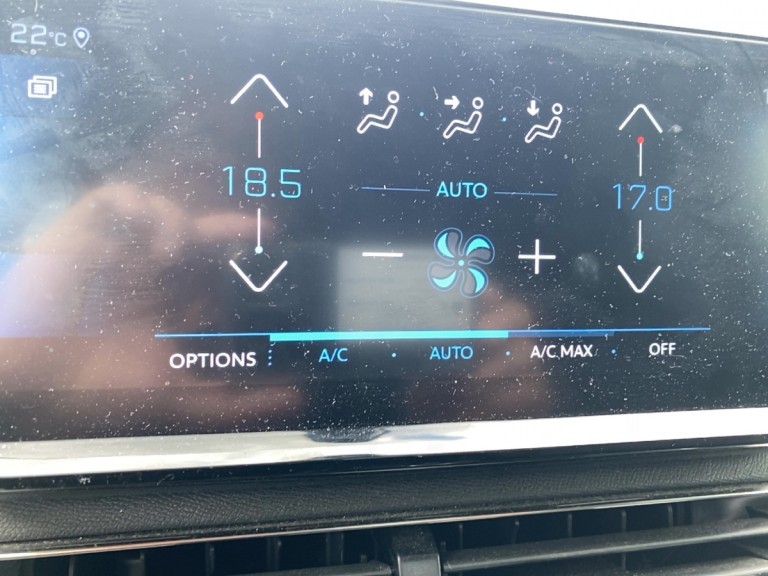 22°C
18.5
AUTO
17.0
OPTIONS A/C AUTO A/C MAX OFF